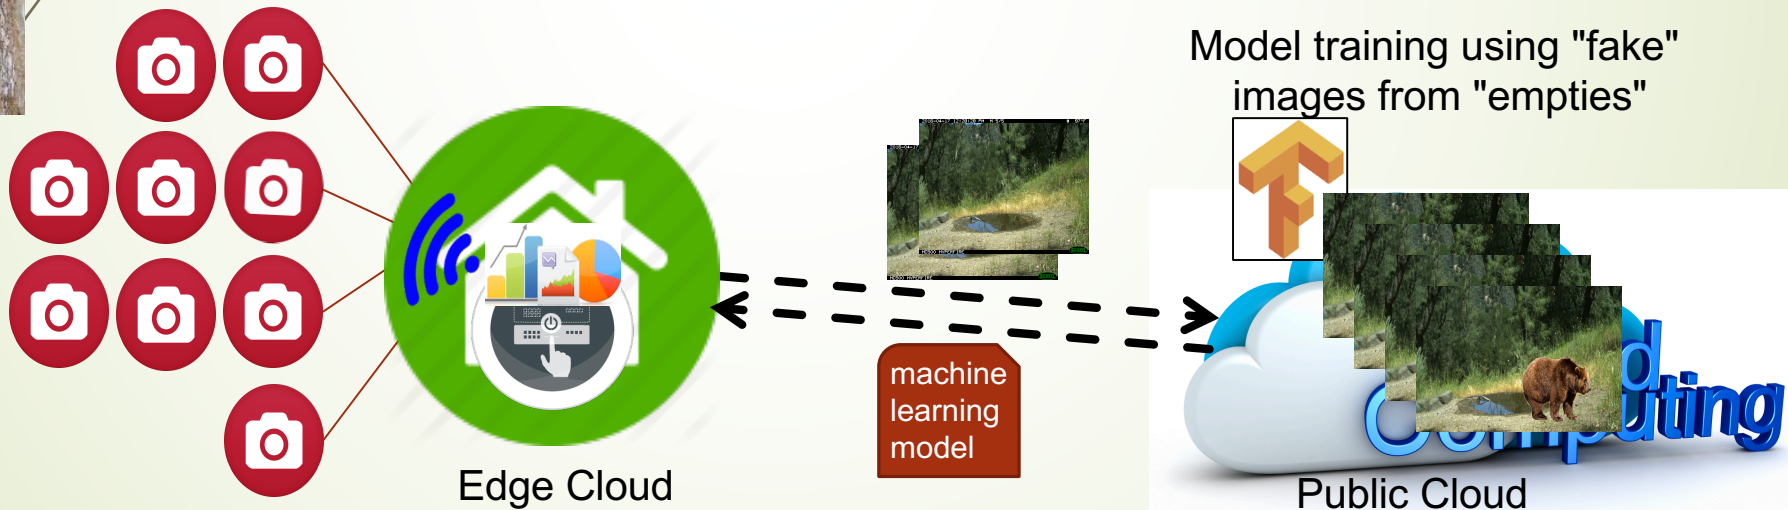 Model training using "fake"
images from "empties"
machine
learning
model
Edge Cloud
Public Cloud